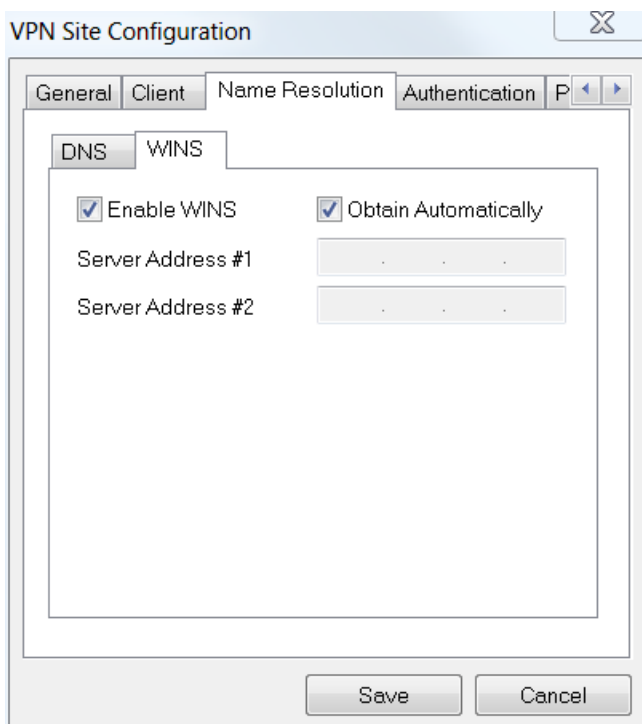 VPN Site Configuration
General Client Name Resolution Authentication P
DNS WINS
Enable WINS Obtain Automatically
Server Address #1
Server Address #2
Save Cancel